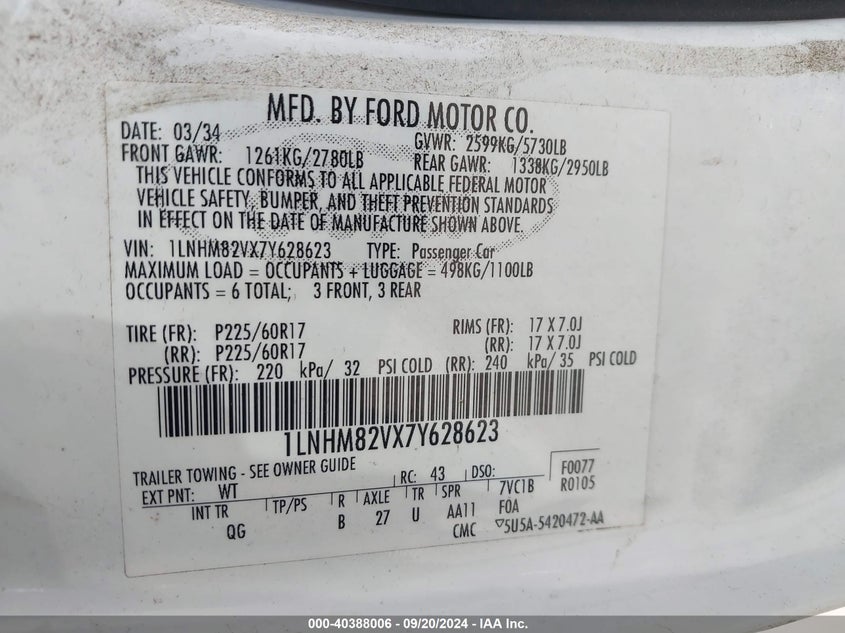 MFD. BY FORD MOTOR CO.
DATE: 03/34 GVWR: 2599KG/5730LB
FRONT GAWR: 1261KG/2780LB REAR GAWR: 1338KG/2950LB
THIS VEHICLE CONFORMS TO ALL APPLICABLE FEDERAL MOTOR
VEHICLE SAFETY, BUMPER, AND THEFT PREVENTION STANDARDS
IN EFFECT ON THE DATE OF MANUFACTURE SHOWN ABOVE.
VIN: 1LNHM82VX7Y628623 TYPE: Passenger Car
MAXIMUM LOAD = OCCUPANTS + LUGGAGE = 498KG/1100LB
OCCUPANTS = 6 TOTAL; 3 FRONT, 3 REAR
TIRE (FR): P225/60R17 RIMS (FR): 17 X 7.0J
(RR): P225/60R17 (RR): 17 X 7.0J
PRESSURE (FR): 220 kPa/ 32 PSI COLD (RR): 240 kPa/ 35 PSI COLD
1LNHM82VX7Y628623
TRAILER TOWING - SEE OWNER GUIDE
EXT PNT: WT RC: 43 DSO: F0077
INT TR TP/PS R AXLE TR SPR 7VC1B R0105
QG B 27 U AA11 FOA
CMC ▽5U5A-5420472-AA
000-40388006 - 09/20/2024 - IAA Inc.